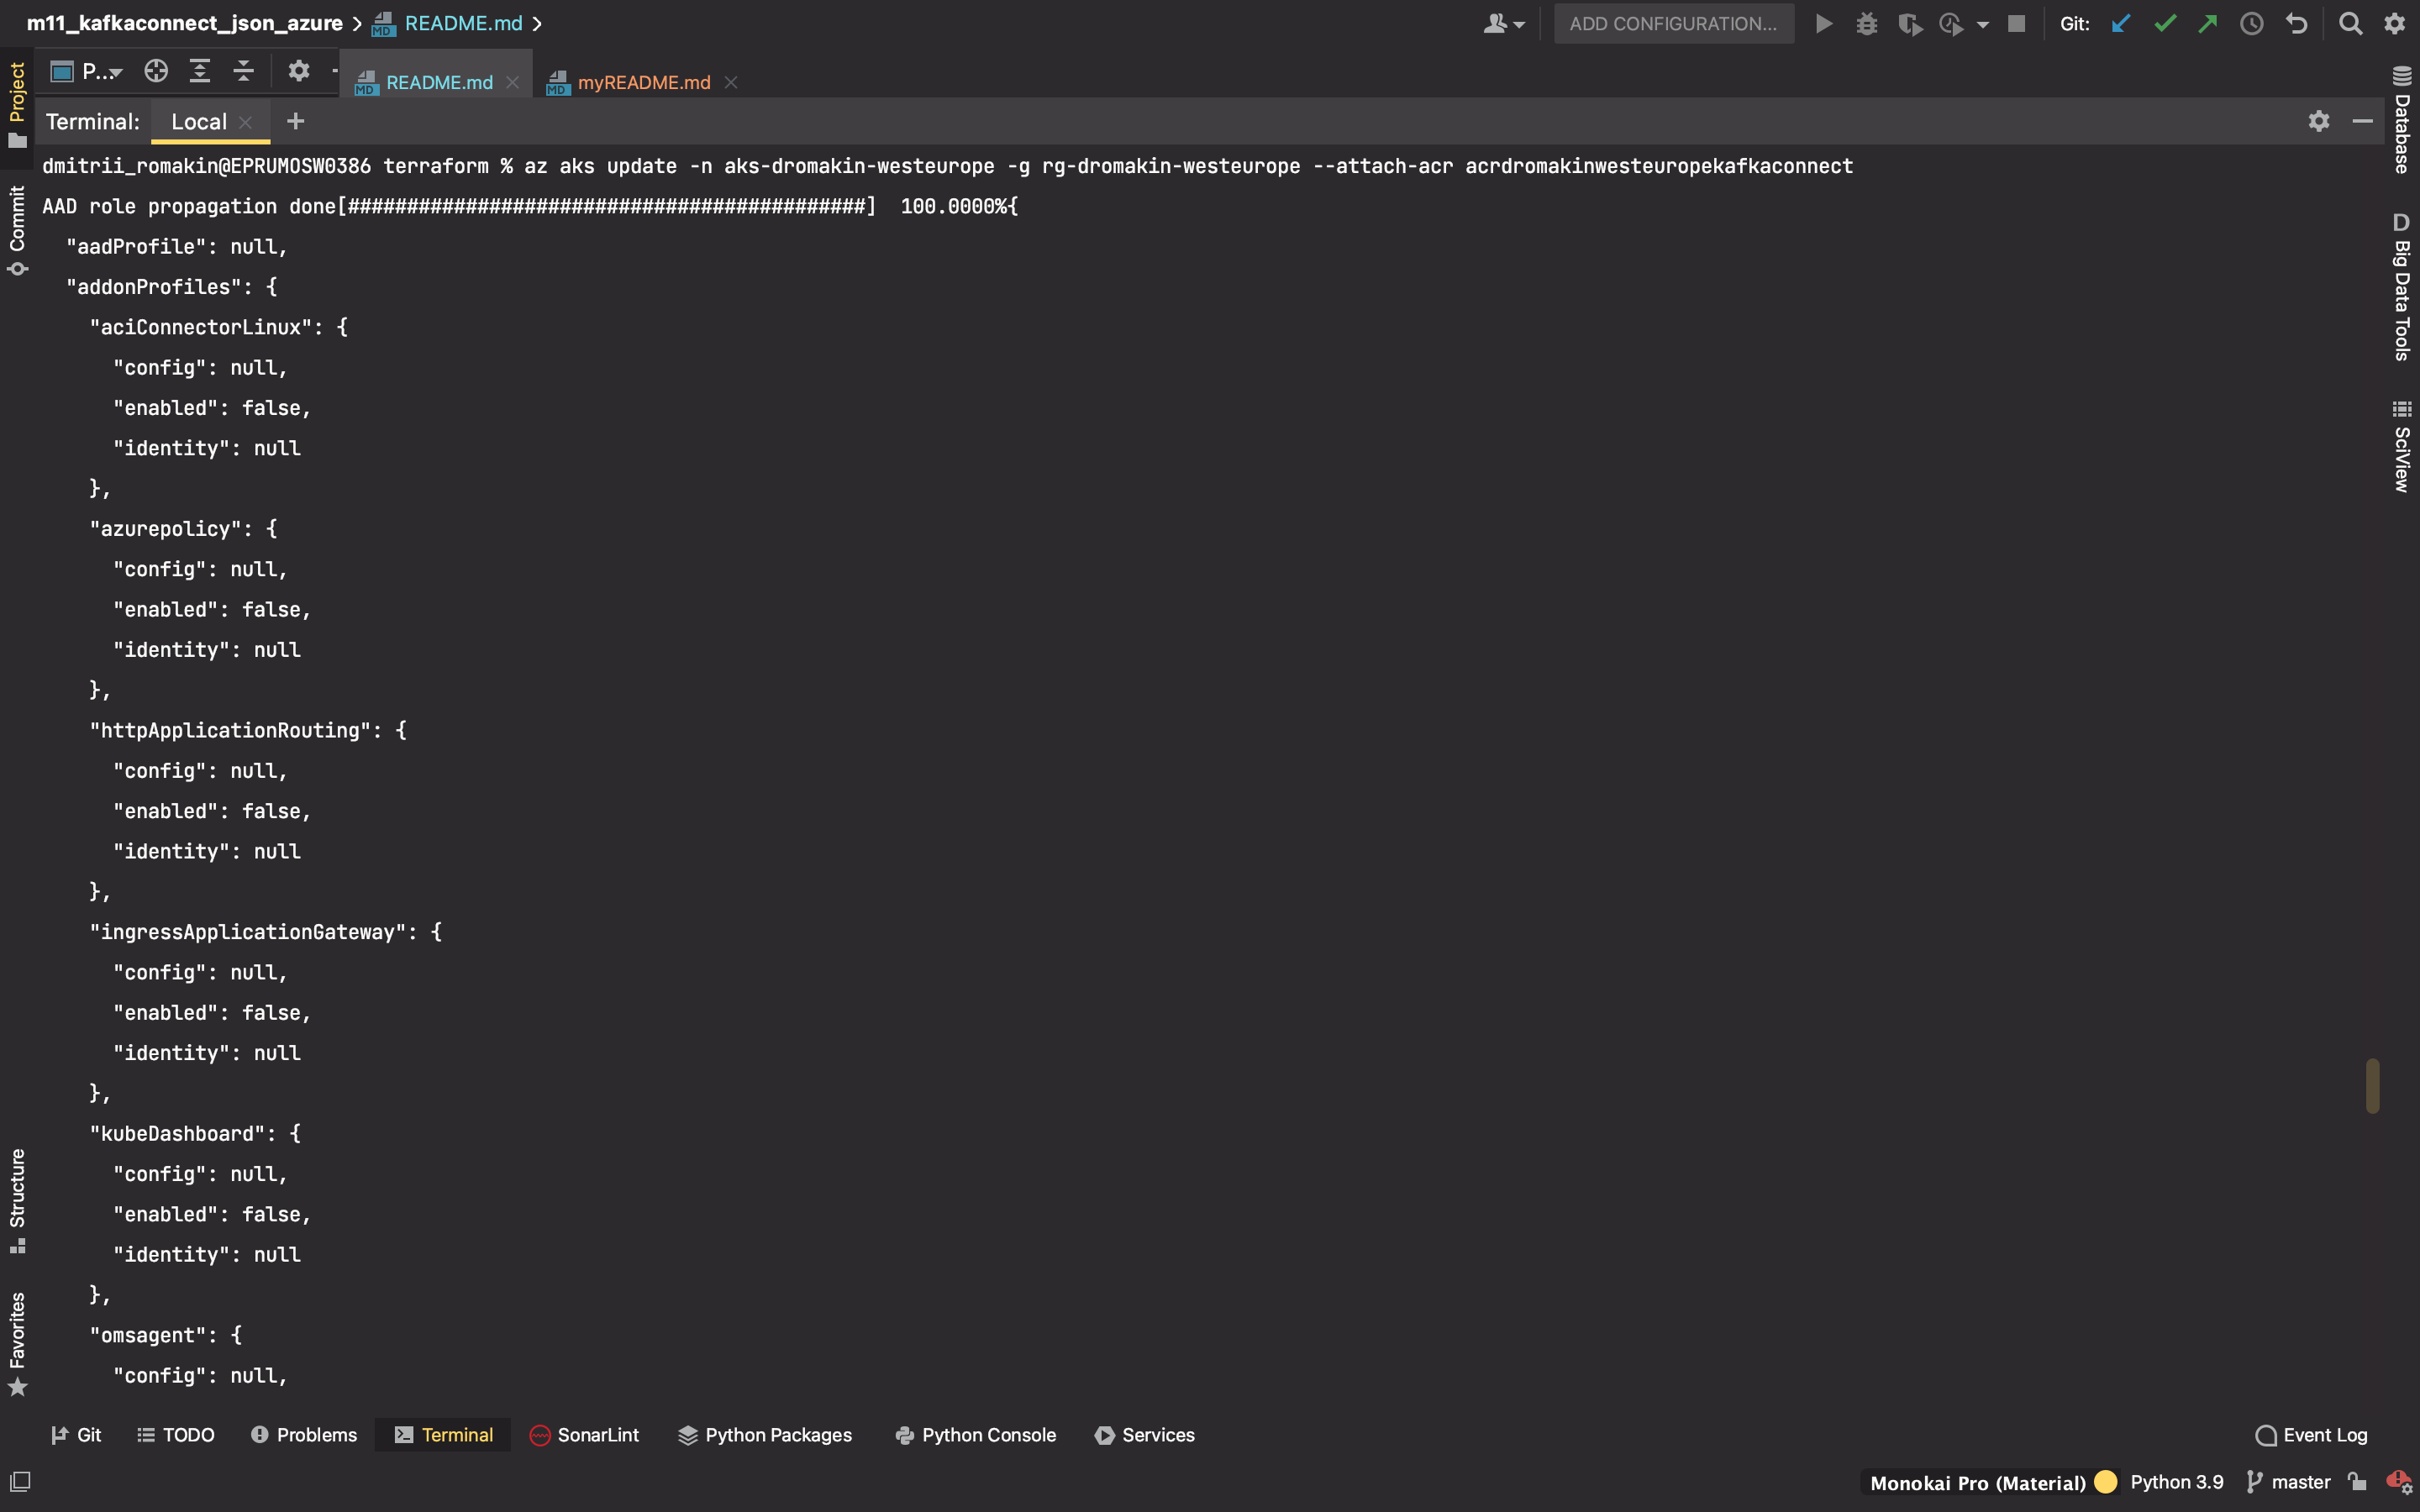 m11_kafkaconnect_json_azure README.md
ADD CONFIGURATION... Git:
P... README.md myREADME.md
Terminal: Local +
dmitrii_romakin@EPRUMOSW0386 terraform % az aks update -n aks-dromakin-westeurope -g rg-dromakin-westeurope --attach-acr acrdromakinwesteuropekafkaconnect
AAD role propagation done[############################################]  100.0000%{
  "aadProfile": null,
  "addonProfiles": {
    "aciConnectorLinux": {
      "config": null,
      "enabled": false,
      "identity": null
    },
    "azurepolicy": {
      "config": null,
      "enabled": false,
      "identity": null
    },
    "httpApplicationRouting": {
      "config": null,
      "enabled": false,
      "identity": null
    },
    "ingressApplicationGateway": {
      "config": null,
      "enabled": false,
      "identity": null
    },
    "kubeDashboard": {
      "config": null,
      "enabled": false,
      "identity": null
    },
    "omsagent": {
      "config": null,
Project
Commit
Structure
Favorites
Database
D Big Data Tools
SciView
Git TODO Problems Terminal SonarLint Python Packages Python Console Services Event Log
Monokai Pro (Material) Python 3.9 master